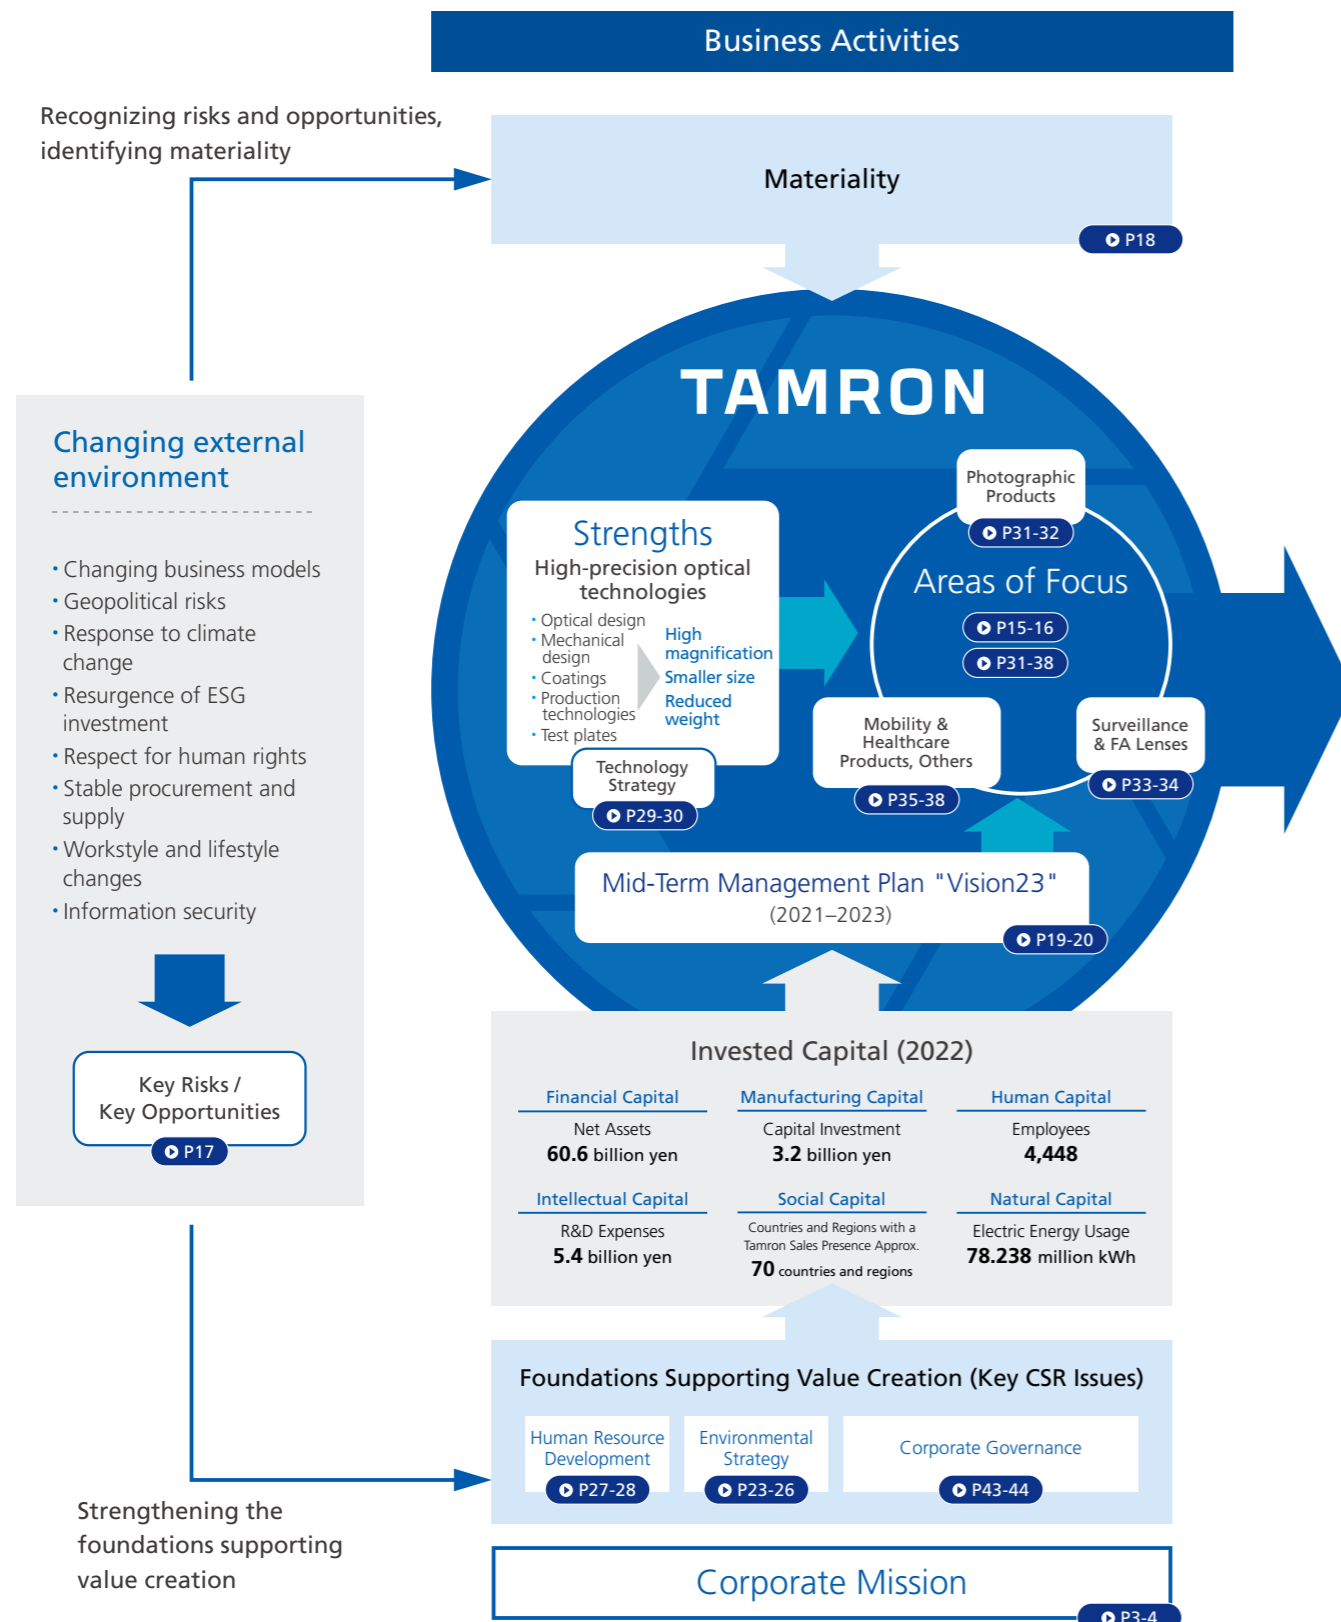 Business Activities
Recognizing risks and opportunities,
identifying materiality
Materiality
P18
TAMRON
Changing external
environment
・Changing business models
・Geopolitical risks
・Response to climate
change
・Resurgence of ESG
investment
・Respect for human rights
・Stable procurement and
supply
・Workstyle and lifestyle
changes
・Information security
Key Risks /
Key Opportunities
P17
Strengths
High-precision optical
technologies
・Optical design
・Mechanical
design
・Coatings
・Production
technologies
・Test plates
High
magnification
Smaller size
Reduced
weight
Technology
Strategy
P29-30
Photographic
Products
P31-32
Areas of Focus
P15-16
P31-38
Mobility &
Healthcare
Products, Others
P35-38
Surveillance
& FA Lenses
P33-34
Mid-Term Management Plan "Vision23"
(2021–2023)
P19-20
Invested Capital (2022)
Financial Capital
Net Assets
60.6 billion yen
Manufacturing Capital
Capital Investment
3.2 billion yen
Human Capital
Employees
4,448
Intellectual Capital
R&D Expenses
5.4 billion yen
Social Capital
Countries and Regions with a
Tamron Sales Presence Approx.
70 countries and regions
Natural Capital
Electric Energy Usage
78.238 million kWh
Foundations Supporting Value Creation (Key CSR Issues)
Human Resource
Development
P27-28
Environmental
Strategy
P23-26
Corporate Governance
P43-44
Strengthening the
foundations supporting
value creation
Corporate Mission
P3-4